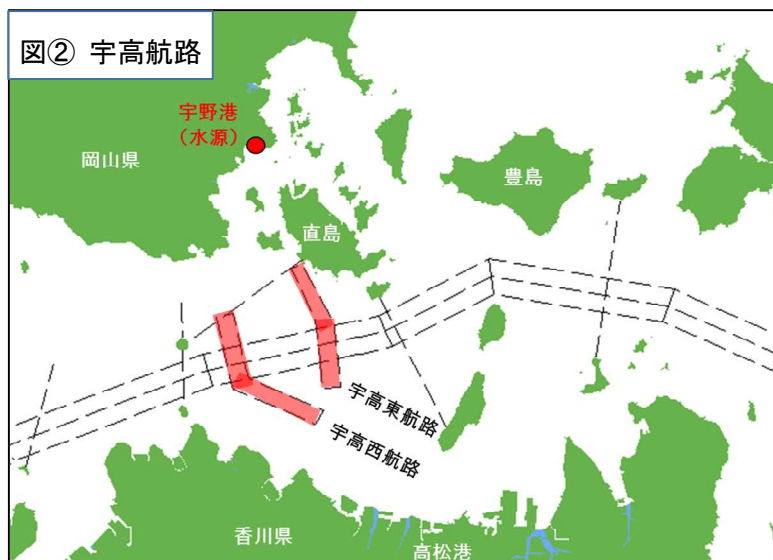 図② 宇高航路
宇野港
（水源）
岡山県
豊島
直島
宇高東航路
宇高西航路
香川県
高松港